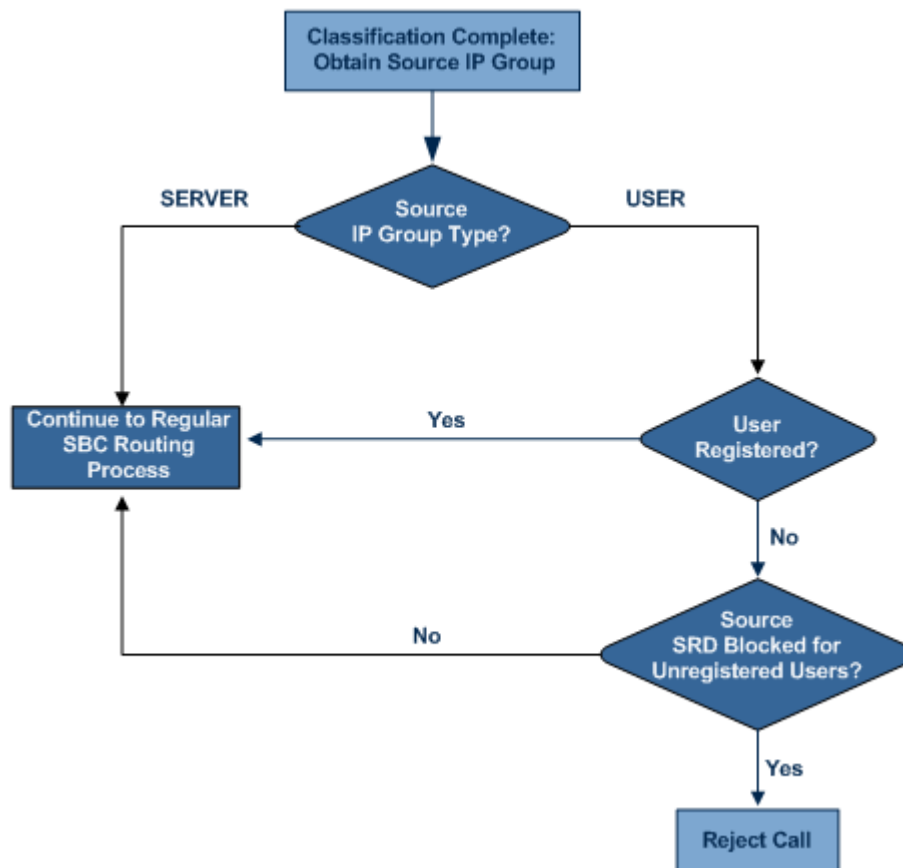 Classification Complete:
Obtain Source IP Group
SERVER
USER
Source
IP Group Type?
Continue to Regular
SBC Routing
Process
Yes
User
Registered?
No
No
Source
SRD Blocked for
Unregistered Users?
Yes
Reject Call